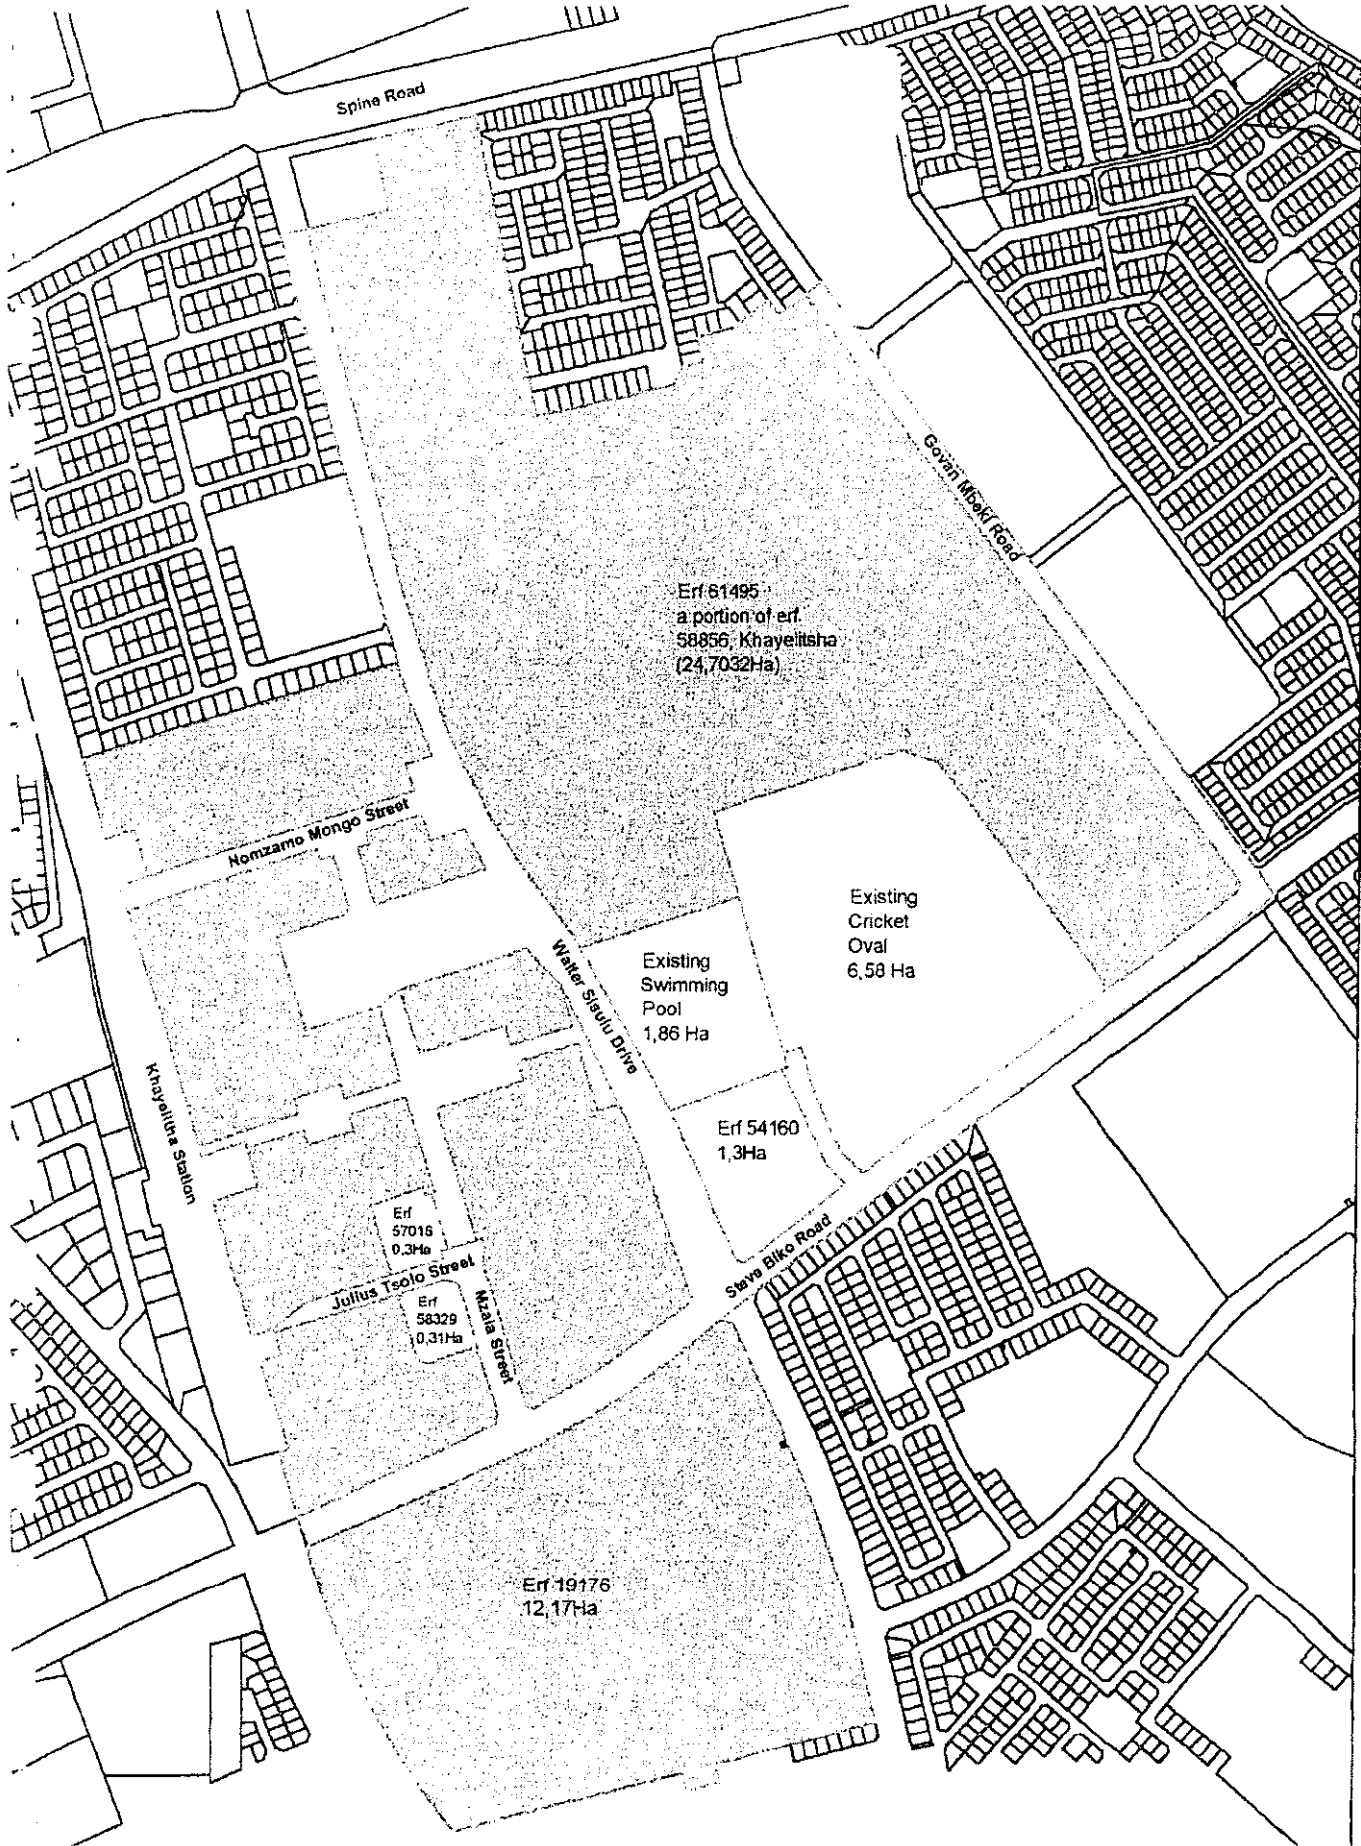 Spine Road
Govan Mbeki Road
Erf 61495
a portion of erf.
58856, Khayelitsha
(24,7032Ha)
Nomzamo Mongo Street
Existing
Cricket
Oval
6,58 Ha
Walter Sisulu Drive
Existing
Swimming
Pool
1,86 Ha
Khayelitha Station
Erf 54160
1,3Ha
Erf
57016
0,3Ha
Julius Tsolo Street
Steve Biko Road
Erf
58329
0,31Ha
Mzala Street
Erf 19176
12,17Ha